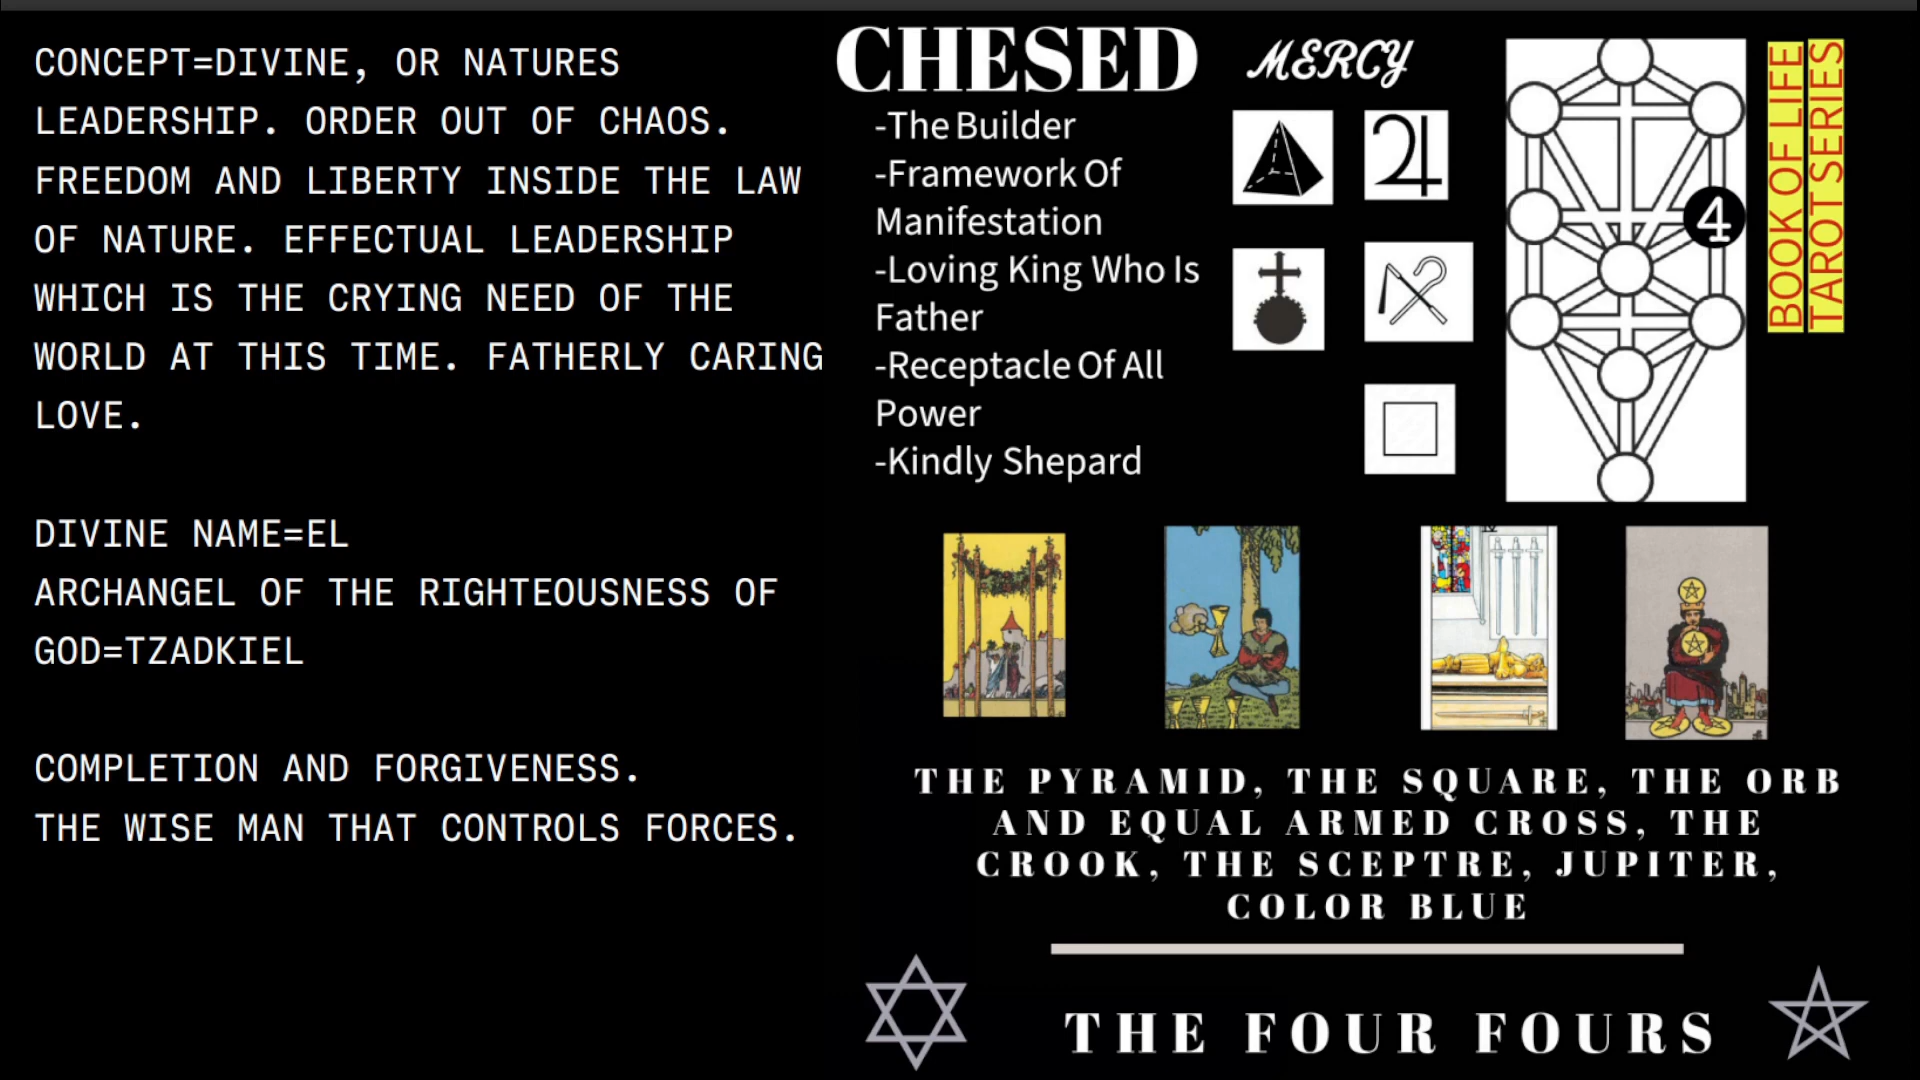 CONCEPT=DIVINE, OR NATURES
LEADERSHIP. ORDER OUT OF CHAOS.
FREEDOM AND LIBERTY INSIDE THE LAW
OF NATURE. EFFECTUAL LEADERSHIP
WHICH IS THE CRYING NEED OF THE
WORLD AT THIS TIME. FATHERLY CARING
LOVE.
DIVINE NAME=EL
ARCHANGEL OF THE RIGHTEOUSNESS OF
GOD=TZADKIEL
COMPLETION AND FORGIVENESS.
THE WISE MAN THAT CONTROLS FORCES.
CHESED
MERCY
-The Builder
-Framework Of
Manifestation
-Loving King Who Is
Father
-Receptacle Of All
Power
-Kindly Shepard
4
BOOK OF LIFE
TAROT SERIES
THE PYRAMID, THE SQUARE, THE ORB
AND EQUAL ARMED CROSS, THE
CROOK, THE SCEPTRE, JUPITER,
COLOR BLUE
THE FOUR FOURS